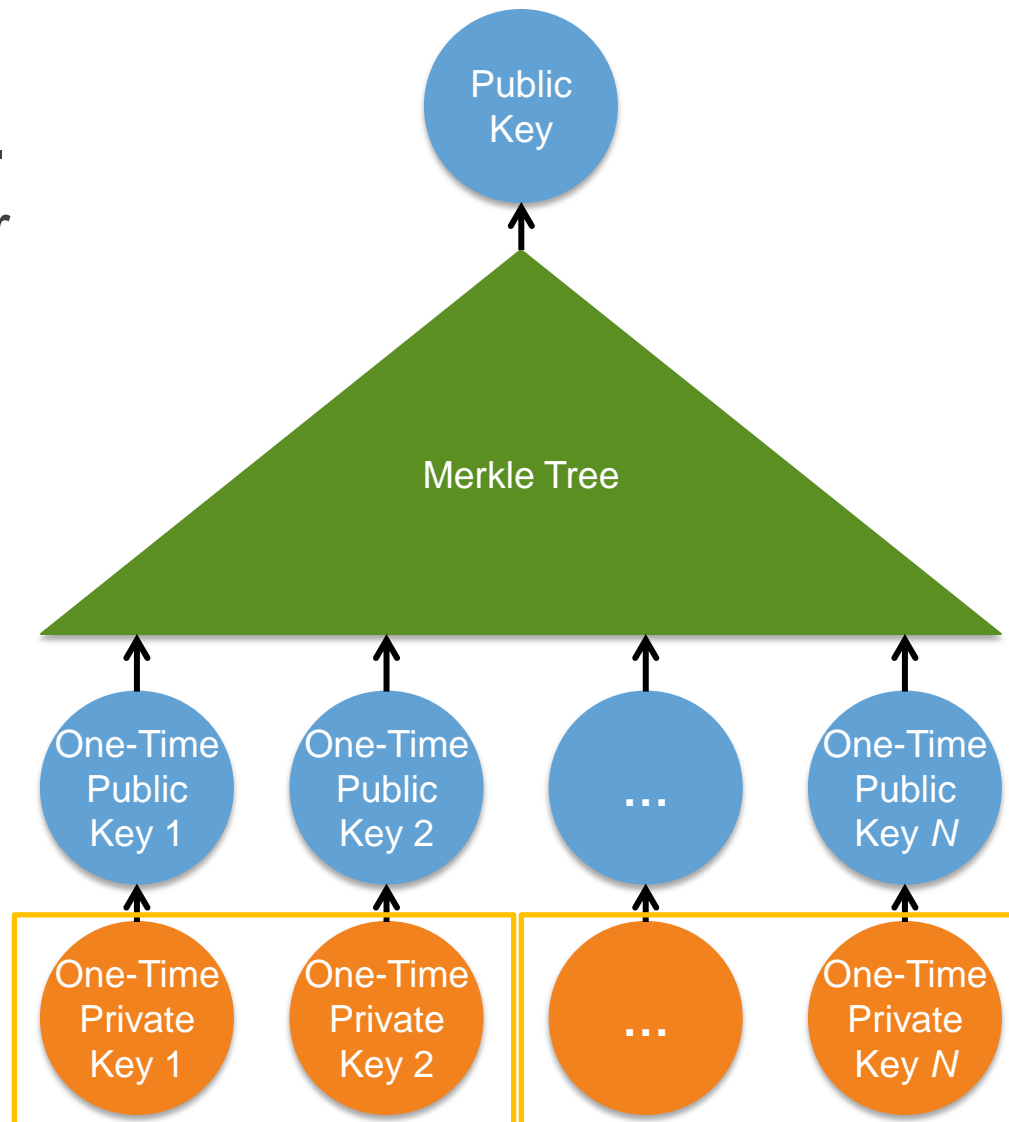 Public
Key
r
Merkle Tree
One-Time
Public
Key 1
One-Time
Public
Key 2
...
One-Time
Public
Key N
One-Time
Private
Key 1
One-Time
Private
Key 2
...
One-Time
Private
Key N